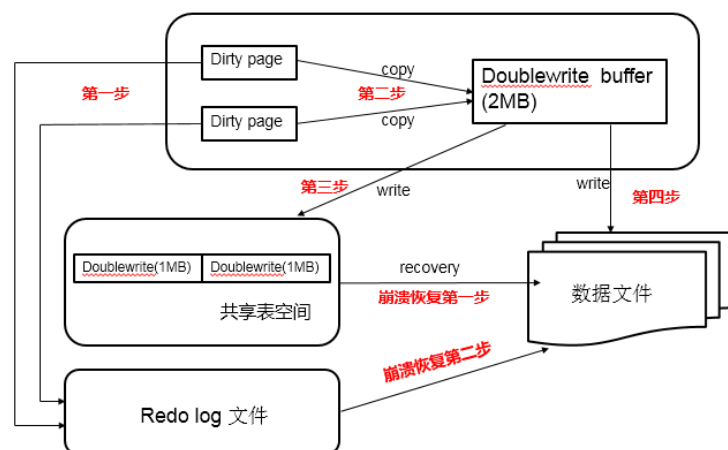 Dirty page
copy
Doublewrite buffer
(2MB)
第一步
第二步
Dirty page
copy
第三步
write
write
第四步
Doublewrite(1MB)
Doublewrite(1MB)
recovery
数据文件
崩溃恢复第一步
共享表空间
崩溃恢复第二步
Redo log 文件